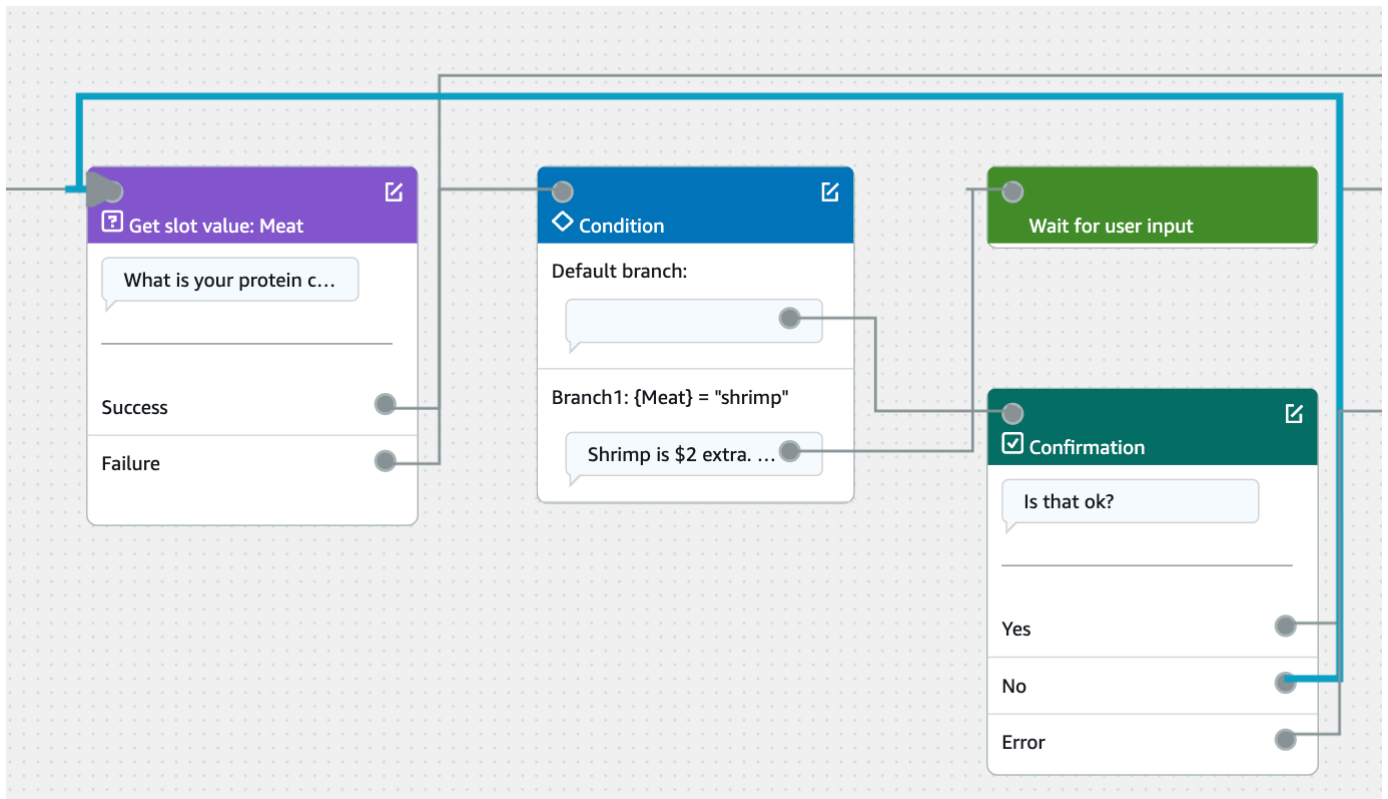 Get slot value: Meat
What is your protein c...
Success
Failure
Condition
Default branch:
Branch1: {Meat} = "shrimp"
Shrimp is $2 extra. ...
Wait for user input
Confirmation
Is that ok?
Yes
No
Error